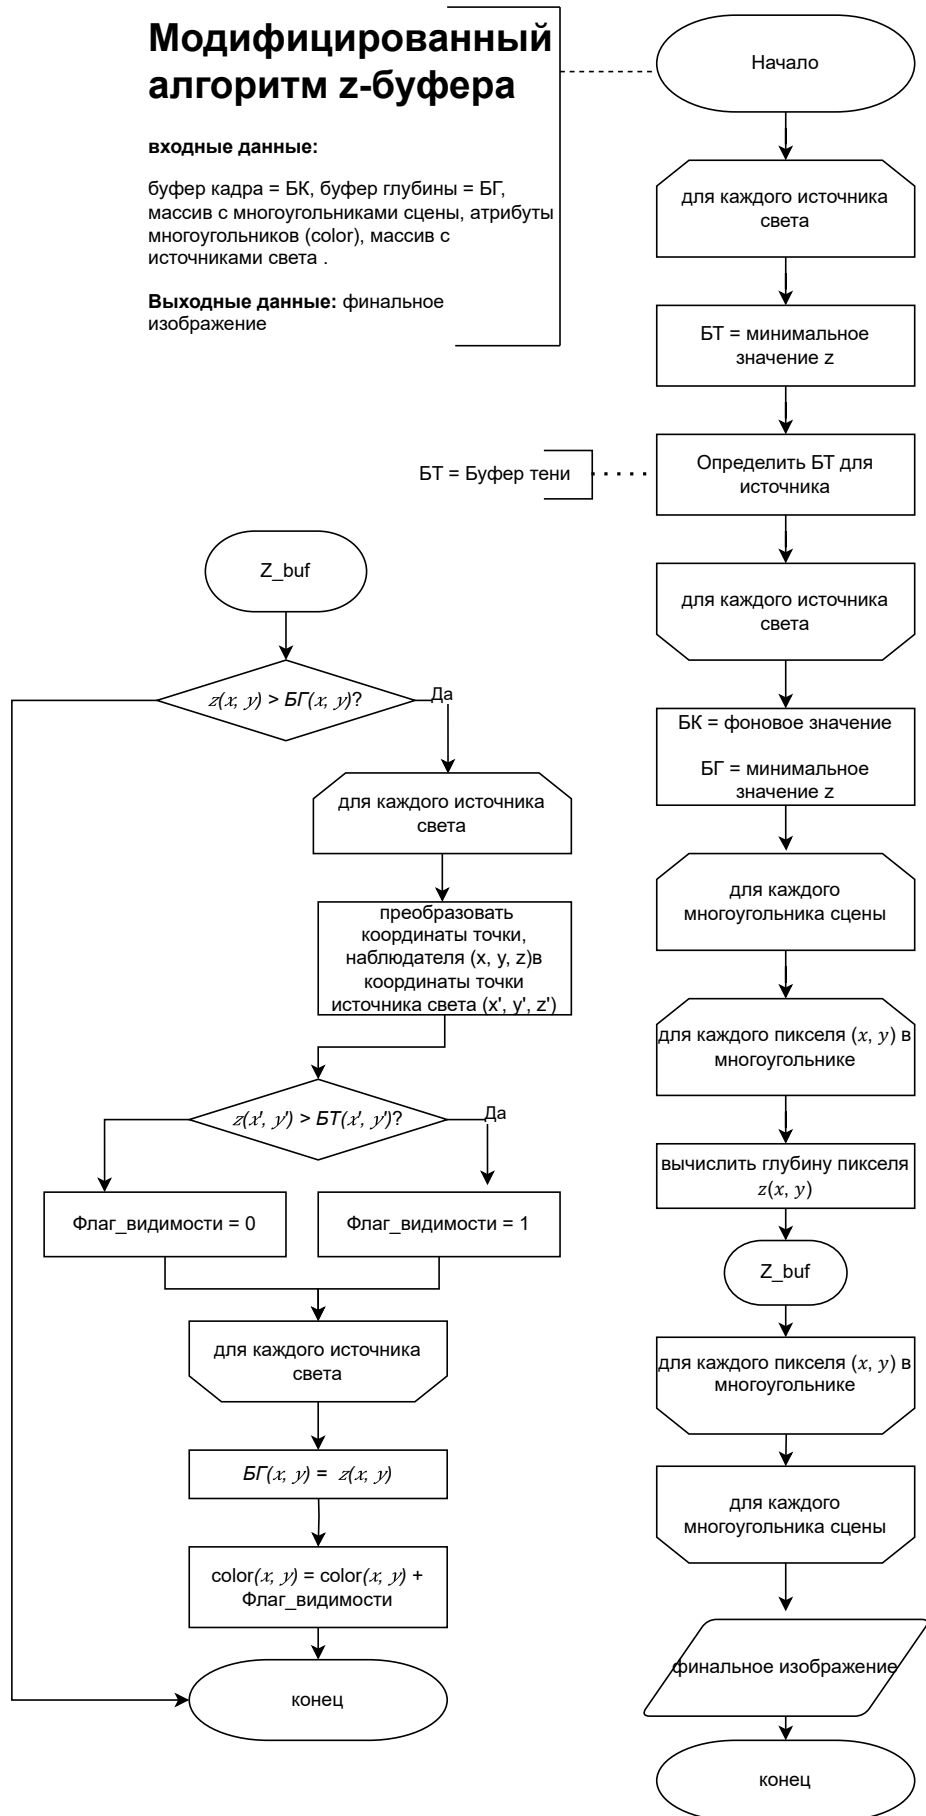 Модифицированный
алгоритм z-буфера
входные данные:
буфер кадра = БК, буфер глубины = БГ,
массив с многоугольниками сцены, атрибуты
многоугольников (color), массив с
источниками света .
Выходные данные: финальное
изображение
Начало
для каждого источника
света
БТ = минимальное
значение z
Определить БТ для
источника
БТ = Буфер тени
для каждого источника
света
БК = фоновое значение
БГ = минимальное
значение z
для каждого
многоугольника сцены
для каждого пикселя (x, y) в
многоугольнике
вычислить глубину пикселя
z(x, y)
Z_buf
для каждого пикселя (x, y) в
многоугольнике
для каждого
многоугольника сцены
финальное изображение
конец
Z_buf
z(x, y) > БГ(x, y)?
Да
для каждого источника
света
преобразовать
координаты точки,
наблюдателя (x, y, z)в
координаты точки
источника света (x', y', z')
z(x', y') > БТ(x', y')?
Да
Флаг_видимости = 0
Флаг_видимости = 1
для каждого источника
света
БГ(x, y) = z(x, y)
color(x, y) = color(x, y) +
Флаг_видимости
конец